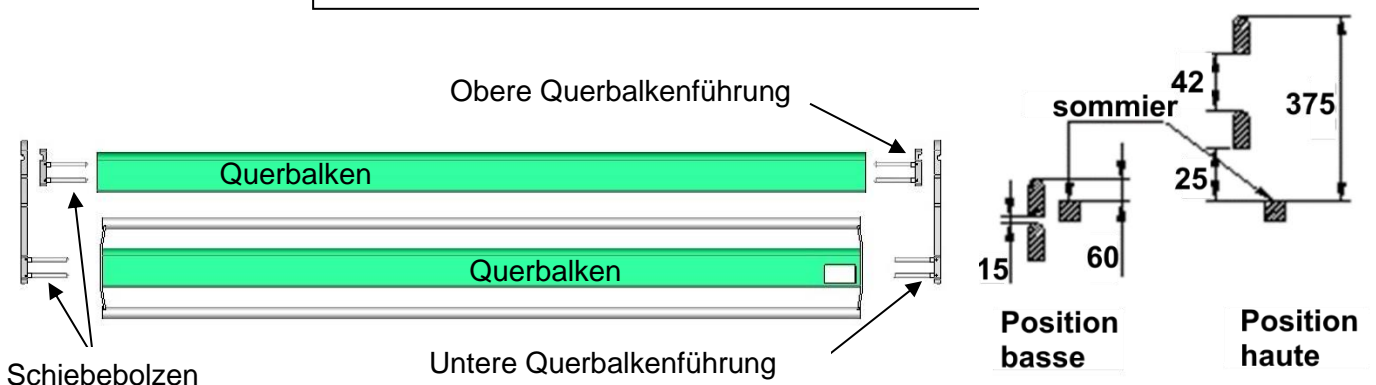 Obere Querbalkenführung
Querbalken
Querbalken
Untere Querbalkenführung
Schiebebolzen
sommier
42
375
25
15
60
Position
basse
Position
haute